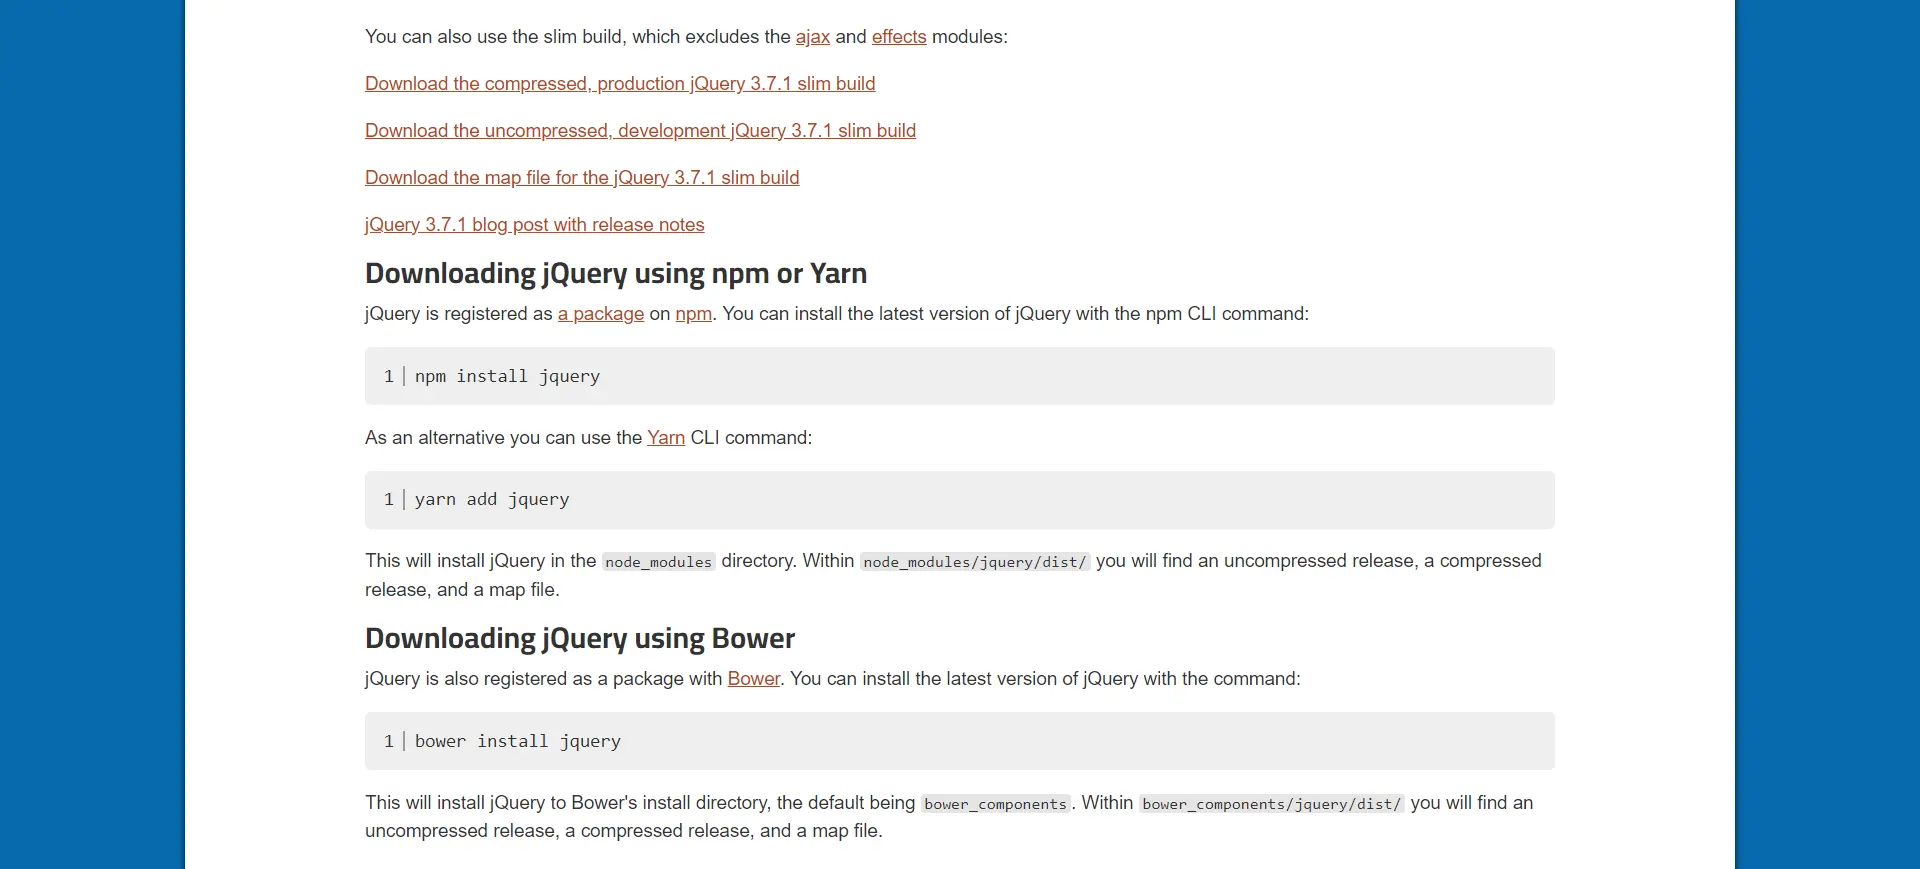 You can also use the slim build, which excludes the ajax and effects modules:
Download the compressed, production jQuery 3.7.1 slim build
Download the uncompressed, development jQuery 3.7.1 slim build
Download the map file for the jQuery 3.7.1 slim build
jQuery 3.7.1 blog post with release notes
Downloading jQuery using npm or Yarn
jQuery is registered as a package on npm. You can install the latest version of jQuery with the npm CLI command:
1 npm install jquery
As an alternative you can use the Yarn CLI command:
1 yarn add jquery
This will install jQuery in the node_modules directory. Within node_modules/jquery/dist/ you will find an uncompressed release, a compressed
release, and a map file.
Downloading jQuery using Bower
jQuery is also registered as a package with Bower. You can install the latest version of jQuery with the command:
1 bower install jquery
This will install jQuery to Bower's install directory, the default being bower_components. Within bower_components/jquery/dist/ you will find an
uncompressed release, a compressed release, and a map file.